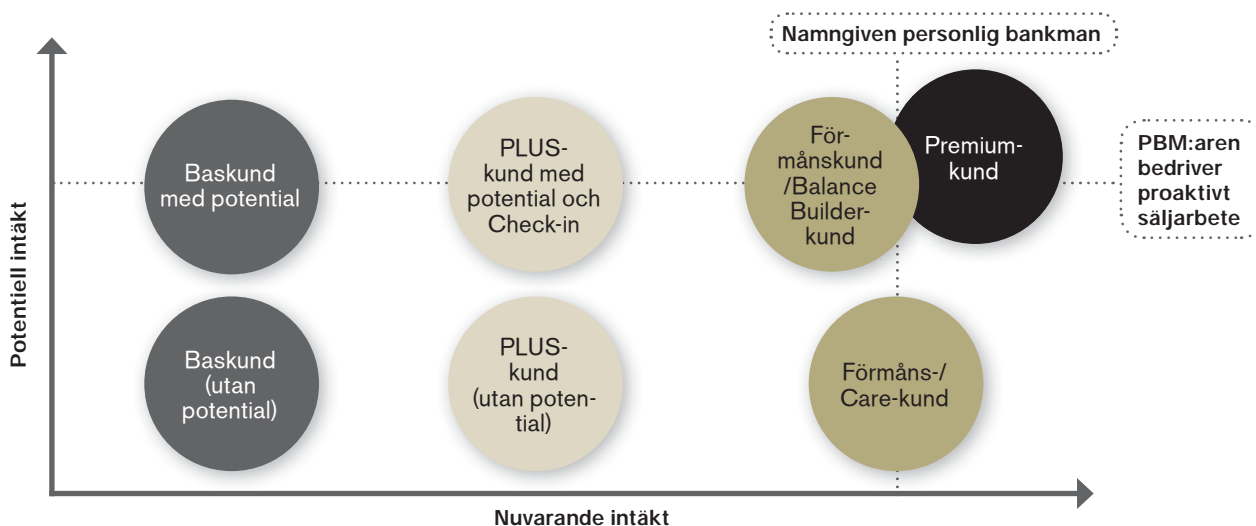 Namngiven personlig bankman
Potentiell intäkt
Baskund
med potential
PLUS-
kund med
potential och
Check-in
För-
månskund
/Balance
Builder-
kund
Premium-
kund
PBM:aren
bedriver
proaktivt
säljarbete
Baskund
(utan
potential)
PLUS-
kund
(utan poten-
tial)
Förmåns-/
Care-kund
Nuvarande intäkt